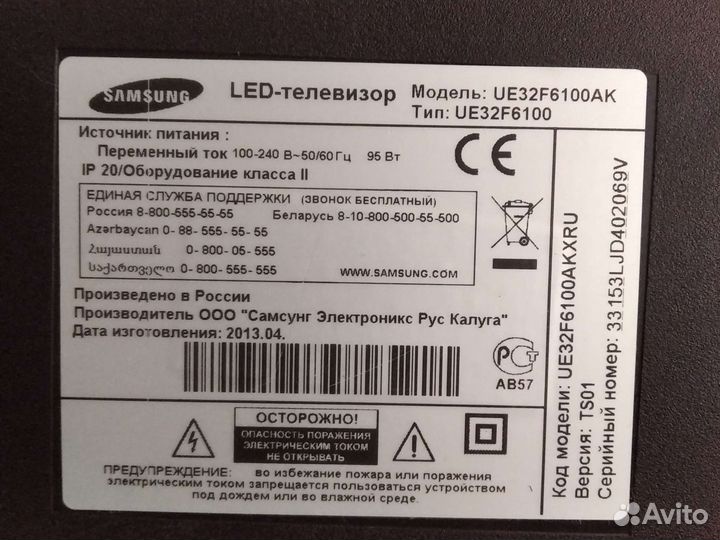 SAMSUNG
LED-телевизор
Модель: UE32F6100AK
Тип: UE32F6100
Источник питания :
Переменный ток 100-240 В~50/60 Гц 95 Вт
IP 20/Оборудование класса II
ЕДИНАЯ СЛУЖБА ПОДДЕРЖКИ (ЗВОНОК БЕСПЛАТНЫЙ)
Россия 8-800-555-55-55 Беларусь 8-10-800-500-55-500
Azərbaycan 0- 88- 555- 55- 55
Հայաստան 0- 800- 05- 555
საქართველო 0- 800- 555- 555
WWW.SAMSUNG.COM
Произведено в России
Производитель ООО "Самсунг Электроникс Рус Калуга"
Дата изготовления: 2013.04.
АВ57
ОСТОРОЖНО!
ОПАСНОСТЬ ПОРАЖЕНИЯ
ЭЛЕКТРИЧЕСКИМ ТОКОМ
НЕ ОТКРЫВАТЬ
ПРЕДУПРЕЖДЕНИЕ: во избежание пожара или поражения
электрическим током запрещается пользоваться устройством
под дождем или во влажной среде.
Код модели: UE32F6100AKXRU
Версия: TS01
Серийный номер: 33153LJD402069V
Avito